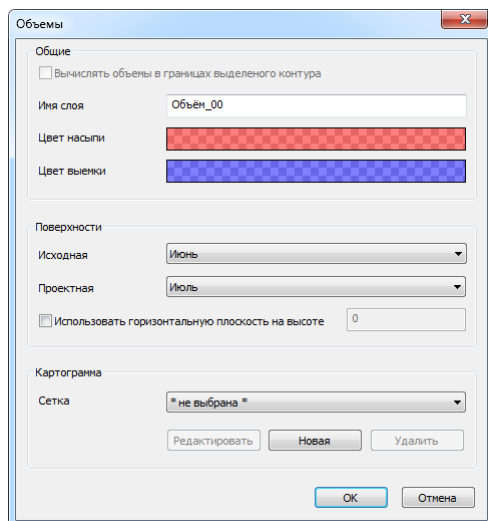 Объемы
Общие
Вычислять объемы в границах выделеного контура
Имя слоя
Объём_00
Цвет насыпи
Цвет выемки
Поверхности
Исходная
Июнь
Проектная
Июль
Использовать горизонтальную плоскость на высоте
0
Картограмма
Сетка
* не выбрана *
Редактировать
Новая
Удалить
OK
Отмена